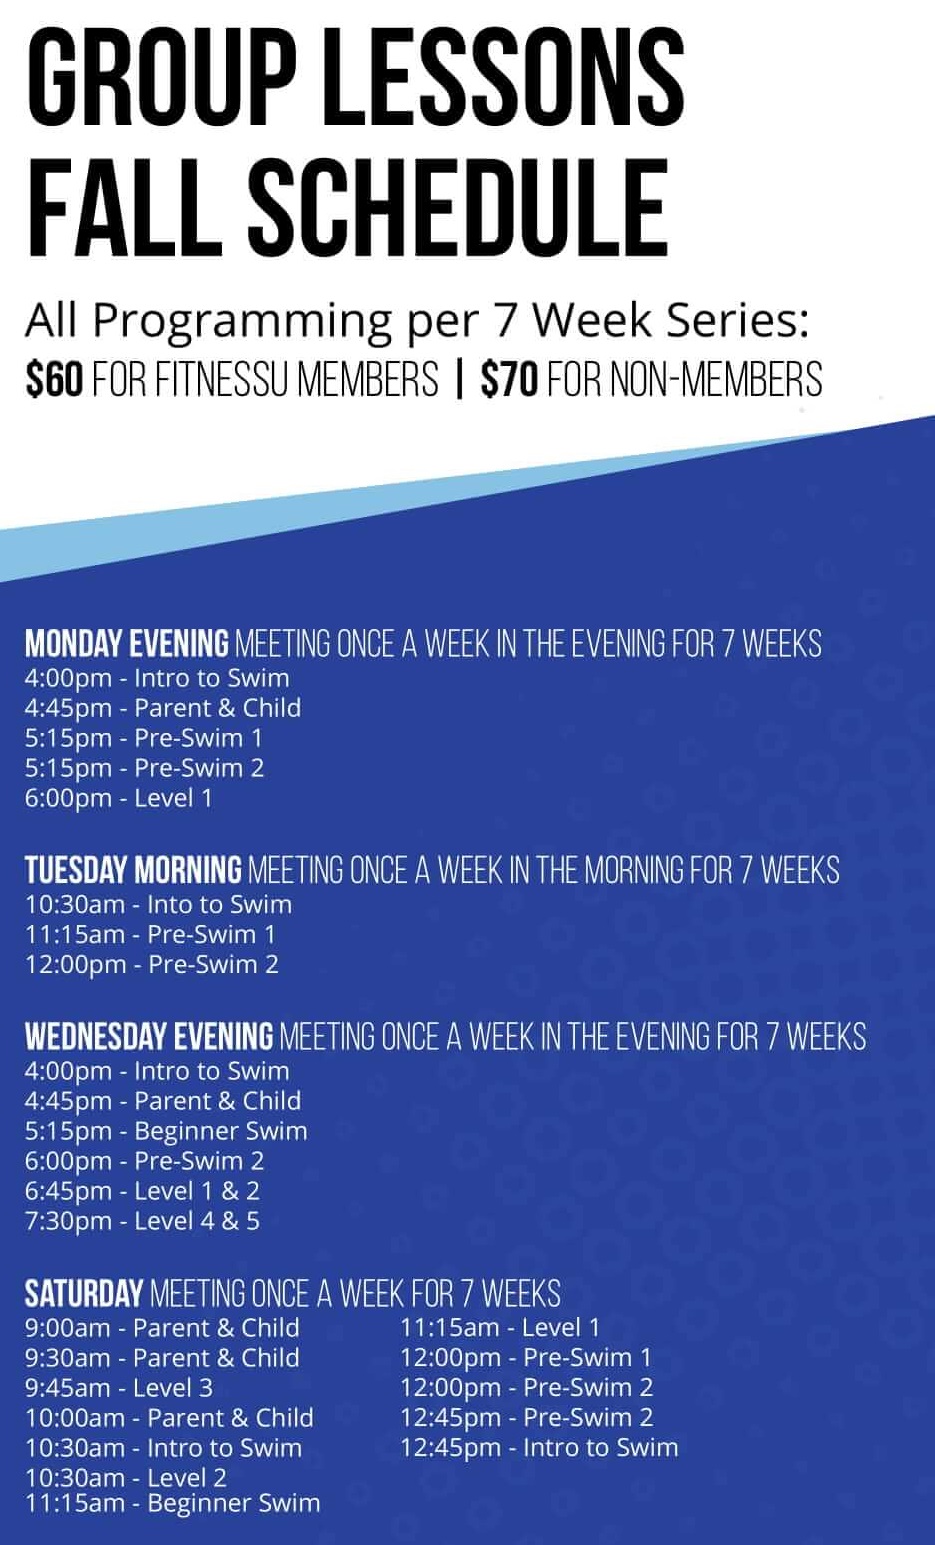 GROUP LESSONS
FALL SCHEDULE
All Programming per 7 Week Series:
$60 FOR FITNESSU MEMBERS | $70 FOR NON-MEMBERS
MONDAY EVENING MEETING ONCE A WEEK IN THE EVENING FOR 7 WEEKS
4:00pm - Intro to Swim
4:45pm - Parent & Child
5:15pm - Pre-Swim 1
5:15pm - Pre-Swim 2
6:00pm - Level 1
TUESDAY MORNING MEETING ONCE A WEEK IN THE MORNING FOR 7 WEEKS
10:30am - Into to Swim
11:15am - Pre-Swim 1
12:00pm - Pre-Swim 2
WEDNESDAY EVENING MEETING ONCE A WEEK IN THE EVENING FOR 7 WEEKS
4:00pm - Intro to Swim
4:45pm - Parent & Child
5:15pm - Beginner Swim
6:00pm - Pre-Swim 2
6:45pm - Level 1 & 2
7:30pm - Level 4 & 5
SATURDAY MEETING ONCE A WEEK FOR 7 WEEKS
9:00am - Parent & Child
9:30am - Parent & Child
9:45am - Level 3
10:00am - Parent & Child
10:30am - Intro to Swim
10:30am - Level 2
11:15am - Beginner Swim
11:15am - Level 1
12:00pm - Pre-Swim 1
12:00pm - Pre-Swim 2
12:45pm - Pre-Swim 2
12:45pm - Intro to Swim